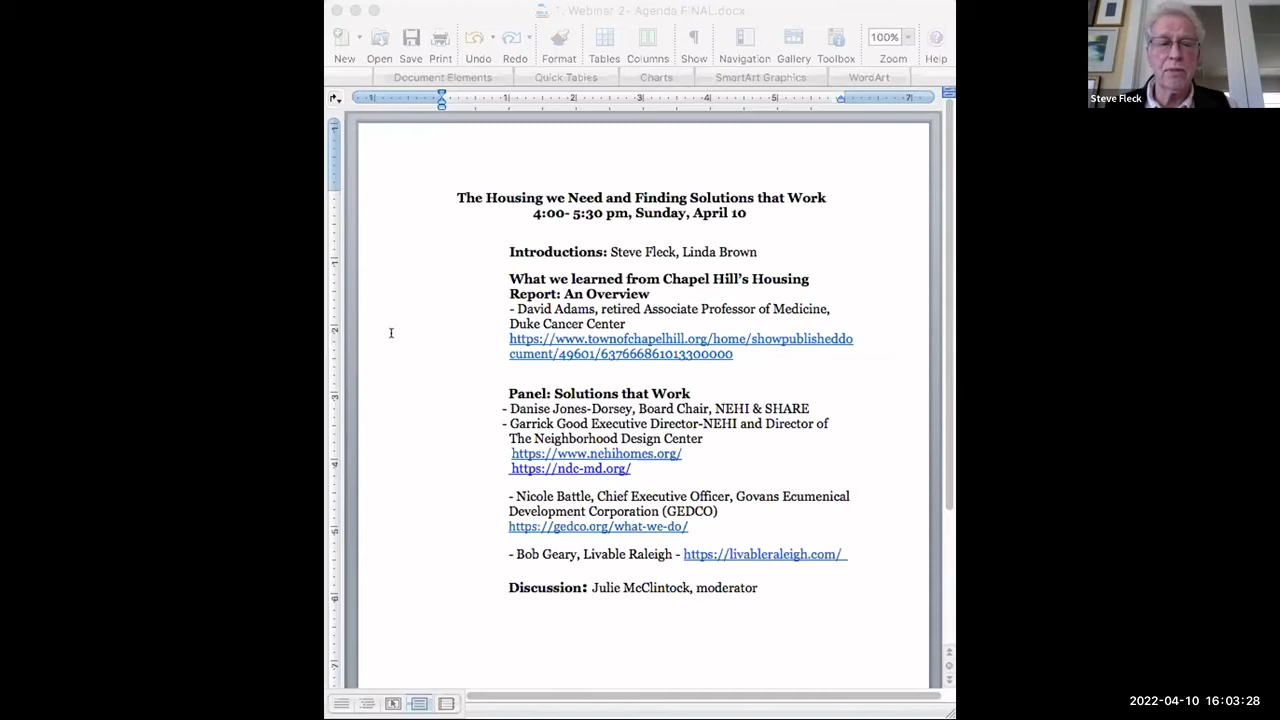 1. Webinar 2- Agenda FINAL.docx
New Open Save Print Undo Redo Format Tables Columns Show Navigation Gallery Toolbox Zoom Help
100%
Document Elements Quick Tables Charts SmartArt Graphics WordArt
Steve Fleck
The Housing we Need and Finding Solutions that Work
4:00- 5:30 pm, Sunday, April 10
Introductions: Steve Fleck, Linda Brown
What we learned from Chapel Hill’s Housing
Report: An Overview
- David Adams, retired Associate Professor of Medicine,
Duke Cancer Center
https://www.townofchapelhill.org/home/showpublisheddo
cument/49601/637666861013300000
Panel: Solutions that Work
- Danise Jones-Dorsey, Board Chair, NEHI & SHARE
- Garrick Good Executive Director-NEHI and Director of
The Neighborhood Design Center
https://www.nehihomes.org/
https://ndc-md.org/
- Nicole Battle, Chief Executive Officer, Govans Ecumenical
Development Corporation (GEDCO)
https://gedco.org/what-we-do/
- Bob Geary, Livable Raleigh - https://livableraleigh.com/
Discussion: Julie McClintock, moderator
2022-04-10 16:03:28